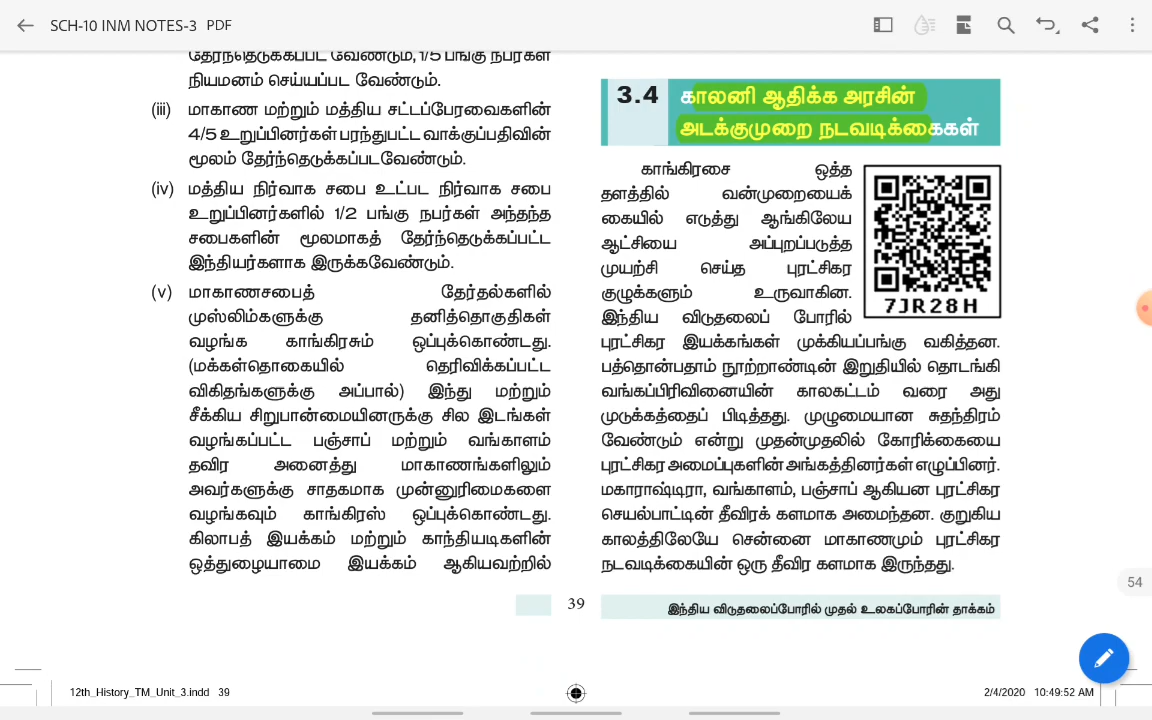 SCH-10 INM NOTES-3 PDF
தேர்ந்தெடுக்கப்பட வேண்டும், 1/5 பங்கு நபர்கள்
நியமனம் செய்யப்பட வேண்டும்.
(iii) மாகாண மற்றும் மத்திய சட்டப்பேரவைகளின்
4/5 உறுப்பினர்கள் பரந்துபட்ட வாக்குப்பதிவின்
மூலம் தேர்ந்தெடுக்கப்படவேண்டும்.
(iv) மத்திய நிர்வாக சபை உட்பட நிர்வாக சபை
உறுப்பினர்களில் 1/2 பங்கு நபர்கள் அந்தந்த
சபைகளின் மூலமாகத் தேர்ந்தெடுக்கப்பட்ட
இந்தியர்களாக இருக்கவேண்டும்.
(v) மாகாணசபைத் தேர்தல்களில்
முஸ்லிம்களுக்கு தனித்தொகுதிகள்
வழங்க காங்கிரசும் ஒப்புக்கொண்டது.
(மக்கள்தொகையில் தெரிவிக்கப்பட்ட
விகிதங்களுக்கு அப்பால்) இந்து மற்றும்
சீக்கிய சிறுபான்மையினருக்கு சில இடங்கள்
வழங்கப்பட்ட பஞ்சாப் மற்றும் வங்காளம்
தவிர அனைத்து மாகாணங்களிலும்
அவர்களுக்கு சாதகமாக முன்னுரிமைகளை
வழங்கவும் காங்கிரஸ் ஒப்புக்கொண்டது.
கிலாபத் இயக்கம் மற்றும் காந்தியடிகளின்
ஒத்துழையாமை இயக்கம் ஆகியவற்றில்
3.4 காலனி ஆதிக்க அரசின்
அடக்குமுறை நடவடிக்கைகள்
காங்கிரசை ஒத்த
தளத்தில் வன்முறையைக்
கையில் எடுத்து ஆங்கிலேய
ஆட்சியை அப்புறப்படுத்த
முயற்சி செய்த புரட்சிகர
குழுக்களும் உருவாகின.
இந்திய விடுதலைப் போரில்
7JR28H
புரட்சிகர இயக்கங்கள் முக்கியப்பங்கு வகித்தன.
பத்தொன்பதாம் நூற்றாண்டின் இறுதியில் தொடங்கி
வங்கப்பிரிவினையின் காலகட்டம் வரை அது
முடுக்கத்தைப் பிடித்தது. முழுமையான சுதந்திரம்
வேண்டும் என்று முதன்முதலில் கோரிக்கையை
புரட்சிகர அமைப்புகளின் அங்கத்தினர்கள் எழுப்பினர்.
மகாராஷ்டிரா, வங்காளம், பஞ்சாப் ஆகியன புரட்சிகர
செயல்பாட்டின் தீவிரக் களமாக அமைந்தன. குறுகிய
காலத்திலேயே சென்னை மாகாணமும் புரட்சிகர
நடவடிக்கையின் ஒரு தீவிர களமாக இருந்தது.
54
39 இந்திய விடுதலைப்போரில் முதல் உலகப்போரின் தாக்கம்
12th_History_TM_Unit_3.indd 39 2/4/2020 10:49:52 AM